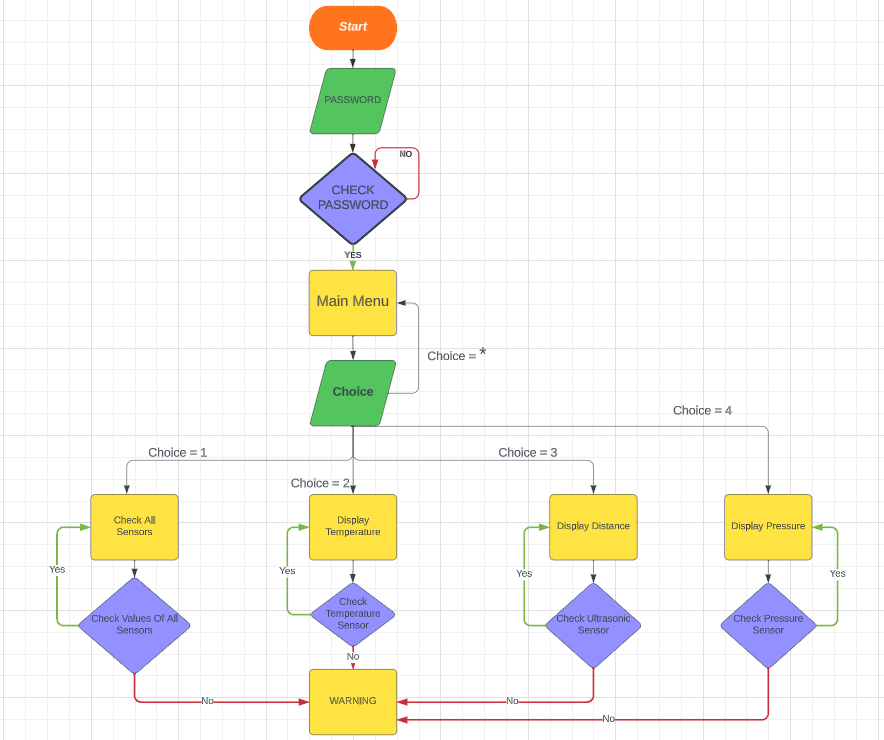 Start
PASSWORD
NO
CHECK
PASSWORD
YES
Main Menu
Choice = *
Choice
Choice = 4
Choice = 1
Choice = 3
Choice = 2
Check All
Sensors
Display
Temperature
Display Distance
Display Pressure
Yes
Yes
Yes
Yes
Check Values Of All
Sensors
Check
Temperature
Sensor
Check Ultrasonic
Sensor
Check Pressure
Sensor
No
No
WARNING
No
No